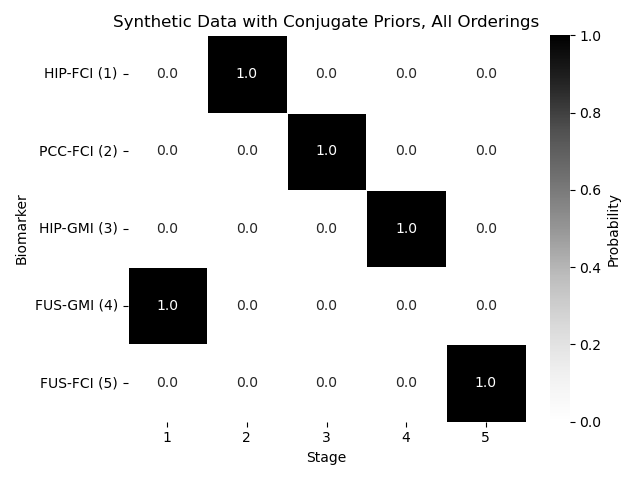 Synthetic Data with Conjugate Priors, All Orderings
Biomarker
HIP-FCI (1) 0.0 1.0 0.0 0.0 0.0
PCC-FCI (2) 0.0 0.0 1.0 0.0 0.0
HIP-GMI (3) 0.0 0.0 0.0 1.0 0.0
FUS-GMI (4) 1.0 0.0 0.0 0.0 0.0
FUS-FCI (5) 0.0 0.0 0.0 0.0 1.0
1 2 3 4 5
Stage
1.0
0.8
0.6
0.4
0.2
0.0
Probability